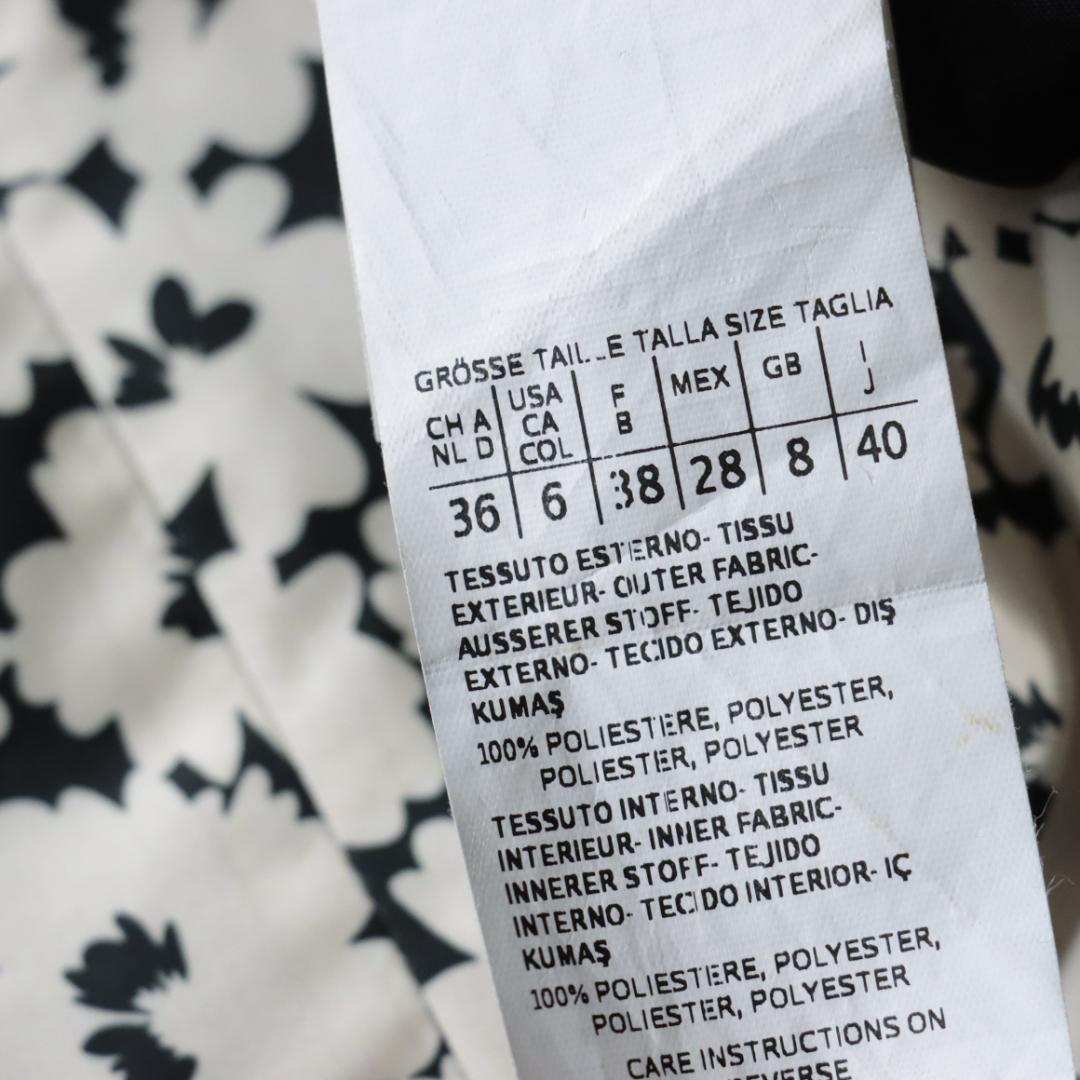 GRÖSSE TAILLE TALLA SIZE TAGLIA
CH A USA F MEX GB I
NL D CA B J
COL
36 6 38 28 8 40
TESSUTO ESTERNO- TISSU
EXTERIEUR- OUTER FABRIC-
AUSSERER STOFF- TEJIDO
EXTERNO- TECIDO EXTERNO- DIŞ
KUMAŞ
100% POLIESTERE, POLYESTER,
POLIESTER, POLYESTER
TESSUTO INTERNO- TISSU
INTERIEUR- INNER FABRIC-
INNERER STOFF- TEJIDO
INTERNO- TECIDO INTERIOR- IÇ
KUMAŞ
100% POLIESTERE, POLYESTER,
POLIESTER, POLYESTER
CARE INSTRUCTIONS ON
REVERSE